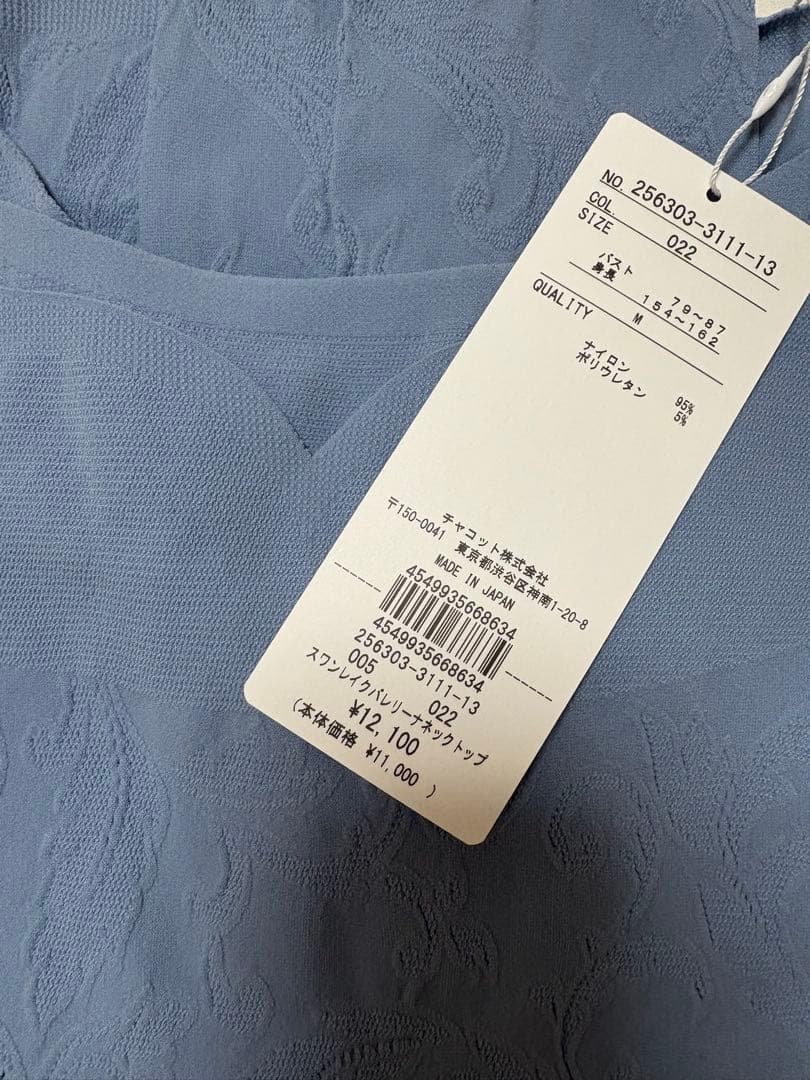 NO. 256303-3111-13
COL. 022
SIZE
バスト 79~87
身長 154~162
M
QUALITY
ナイロン 95%
ポリウレタン 5%
チャコット株式会社
〒150-0041 東京都渋谷区神南1-20-8
MADE IN JAPAN
4549935668634
4549935668634
256303-3111-13
005 022
スワンレイクバレリーナネックトップ
¥12,100
(本体価格 ¥11,000 )